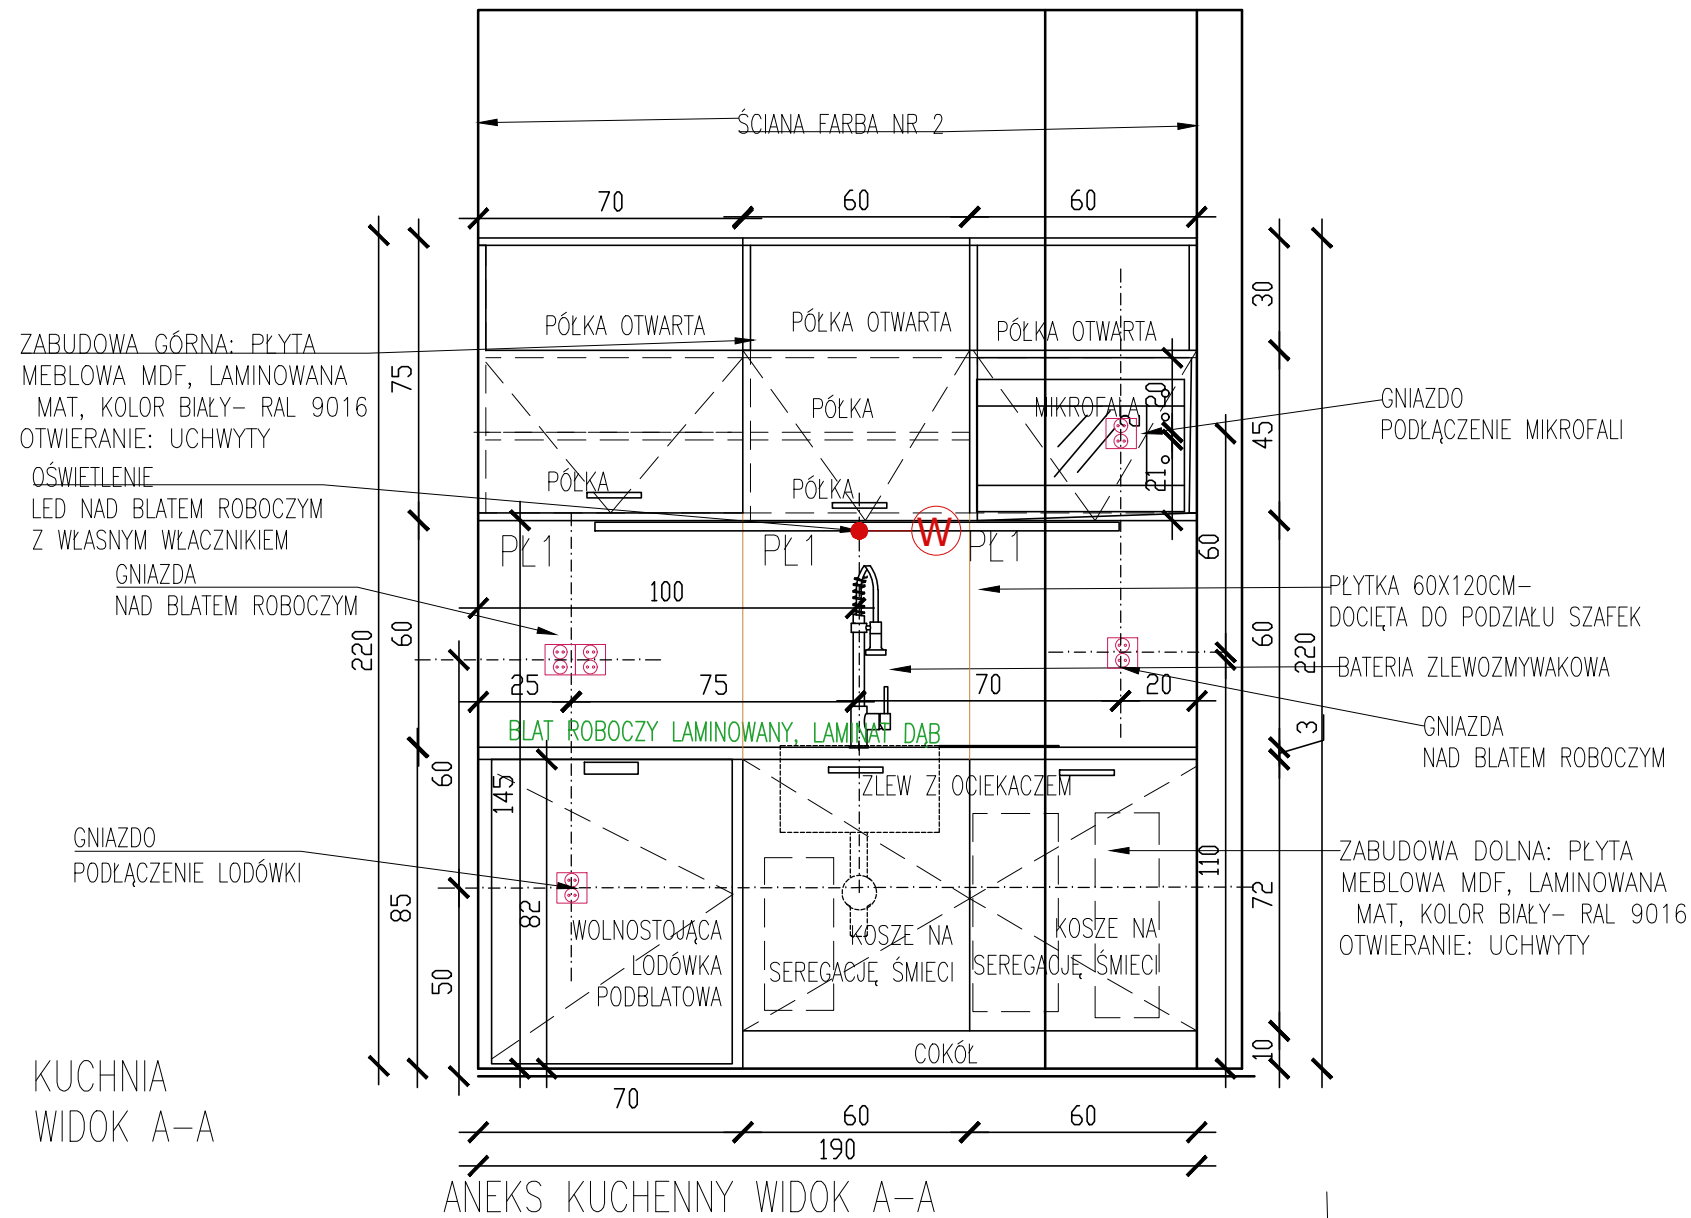 ŚCIANA FARBA NR 2
70
60
60
PÓŁKA OTWARTA
PÓŁKA OTWARTA
PÓŁKA OTWARTA
30
ZABUDOWA GÓRNA: PŁYTA
MEBLOWA MDF, LAMINOWANA
MAT, KOLOR BIAŁY- RAL 9016
OTWIERANIE: UCHWYTY
75
PÓŁKA
MIKROFALA
20
45
GNIAZDO
PODŁĄCZENIE MIKROFALI
OŚWIETLENIE
LED NAD BLATEM ROBOCZYM
Z WŁASNYM WŁACZNIKIEM
PÓŁKA
PÓŁKA
21
PŁ1
PŁ1
W
PŁ1
60
GNIAZDA
NAD BLATEM ROBOCZYM
100
PŁYTKA 60X120CM-
DOCIĘTA DO PODZIAŁU SZAFEK
220
60
60
220
BATERIA ZLEWOZMYWAKOWA
25
75
70
20
BLAT ROBOCZY LAMINOWANY, LAMINAT DĄB
3
GNIAZDA
NAD BLATEM ROBOCZYM
60
145
ZLEW Z OCIEKACZEM
GNIAZDO
PODŁĄCZENIE LODÓWKI
110
ZABUDOWA DOLNA: PŁYTA
MEBLOWA MDF, LAMINOWANA
MAT, KOLOR BIAŁY- RAL 9016
OTWIERANIE: UCHWYTY
85
82
72
WOLNOSTOJĄCA
LODÓWKA
PODBLATOWA
KOSZE NA
SEREGACJĘ ŚMIECI
KOSZE NA
SEREGACJĘ ŚMIECI
50
COKÓŁ
10
KUCHNIA
WIDOK A-A
70
60
60
190
ANEKS KUCHENNY WIDOK A-A